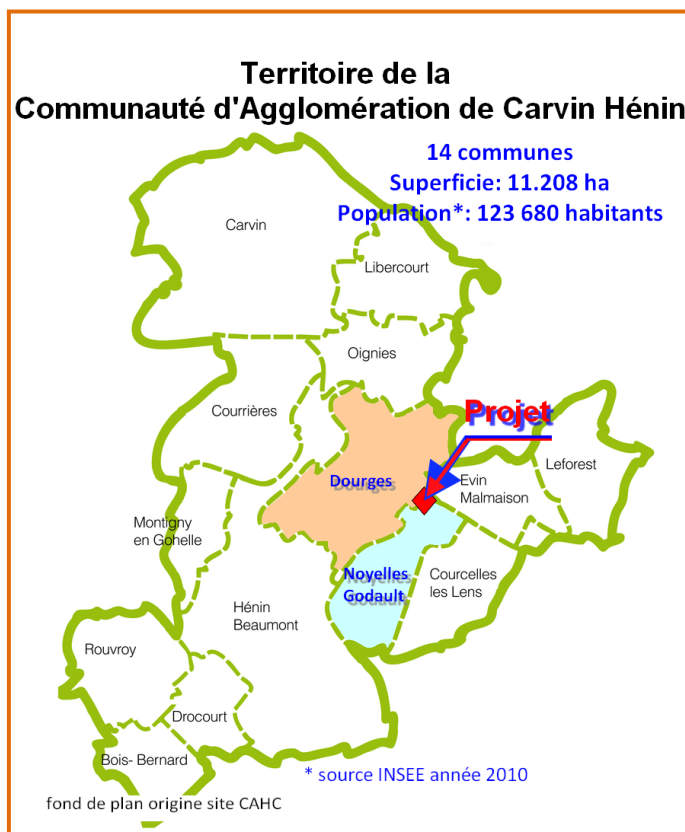 Territoire de la
Communauté d'Agglomération de Carvin Hénin
14 communes
Superficie: 11.208 ha
Population*: 123 680 habitants
Carvin
Libercourt
Oignies
Courrières
Projet
Leforest
Dourges
Evin
Malmaison
Montigny
en Gohelle
Noyelles
Godault
Courcelles
les Lens
Hénin
Beaumont
Rouvroy
Drocourt
Bois- Bernard
* source INSEE année 2010
fond de plan origine site CAHC